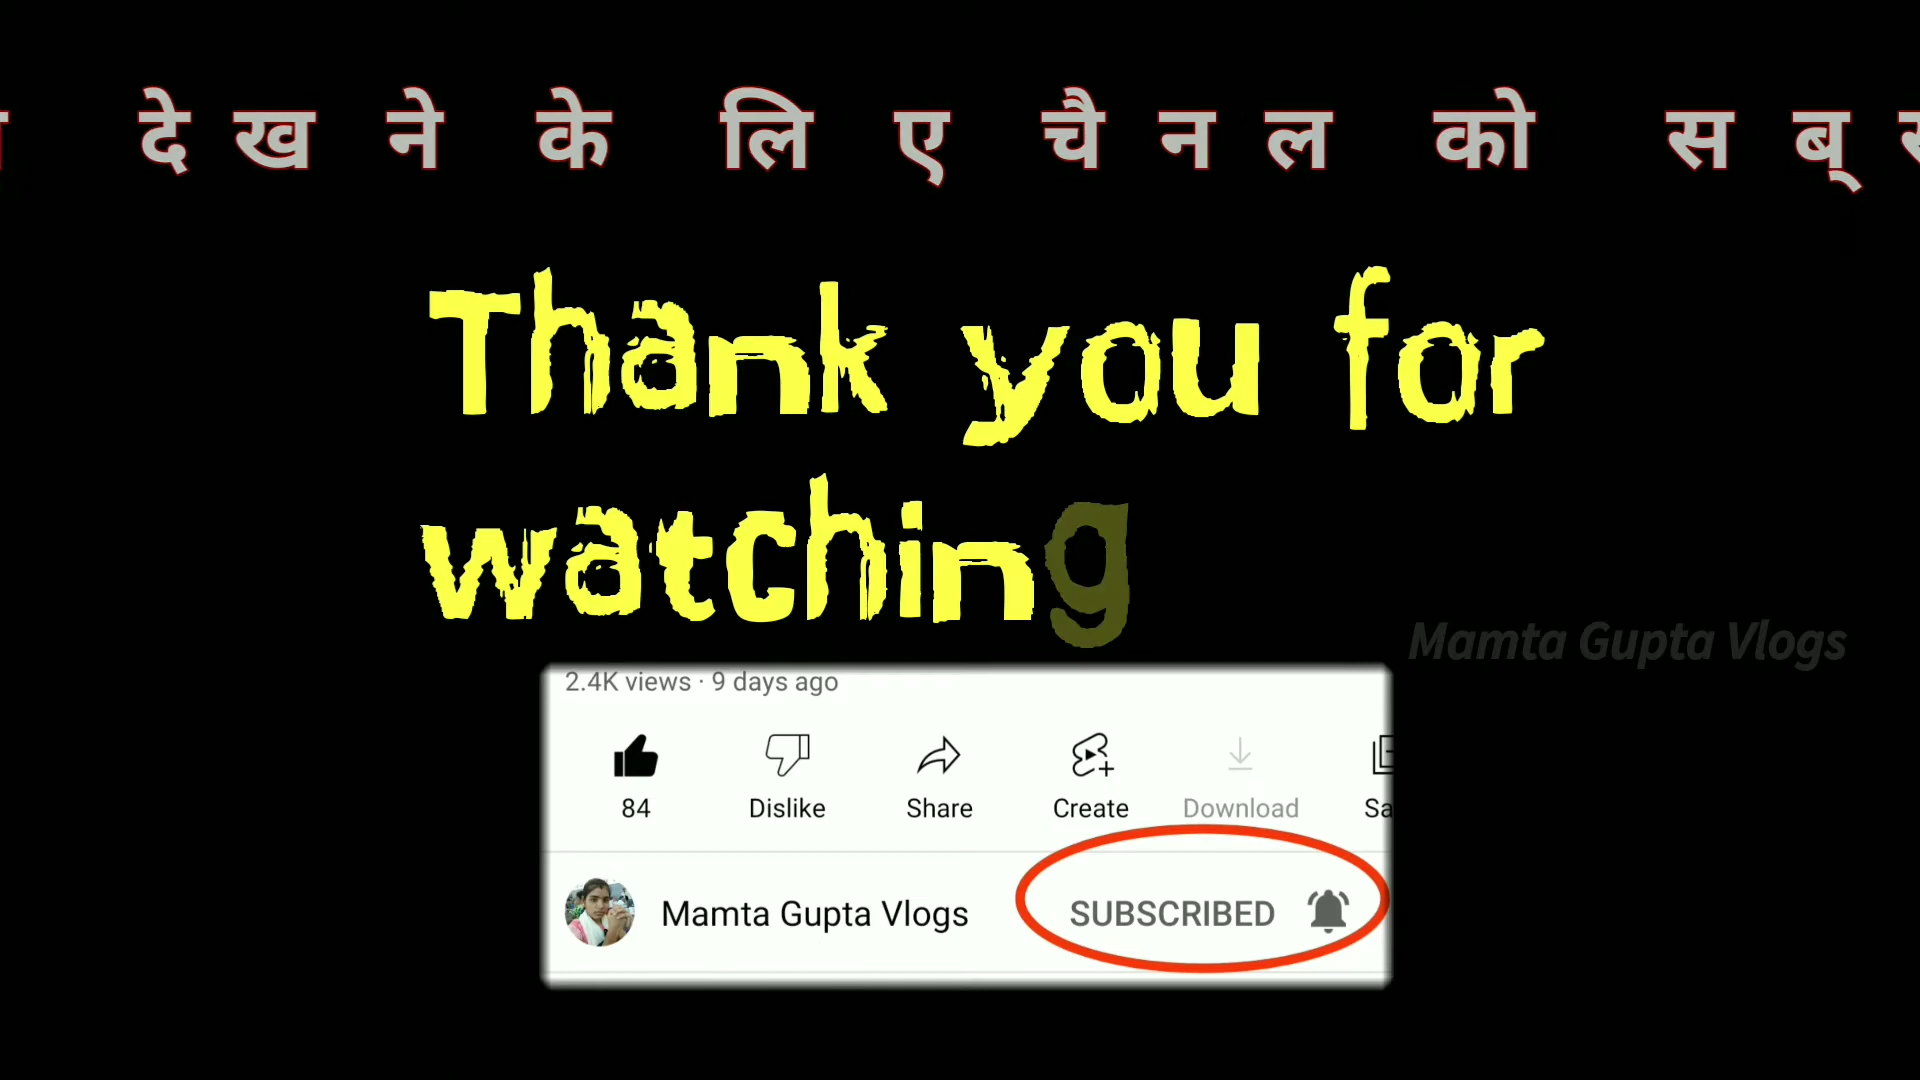 देखने के लिए चैनल को
Thank you for
watching
Mamta Gupta Vlogs
2.4K views · 9 days ago
84 Dislike Share Create Download
Mamta Gupta Vlogs SUBSCRIBED